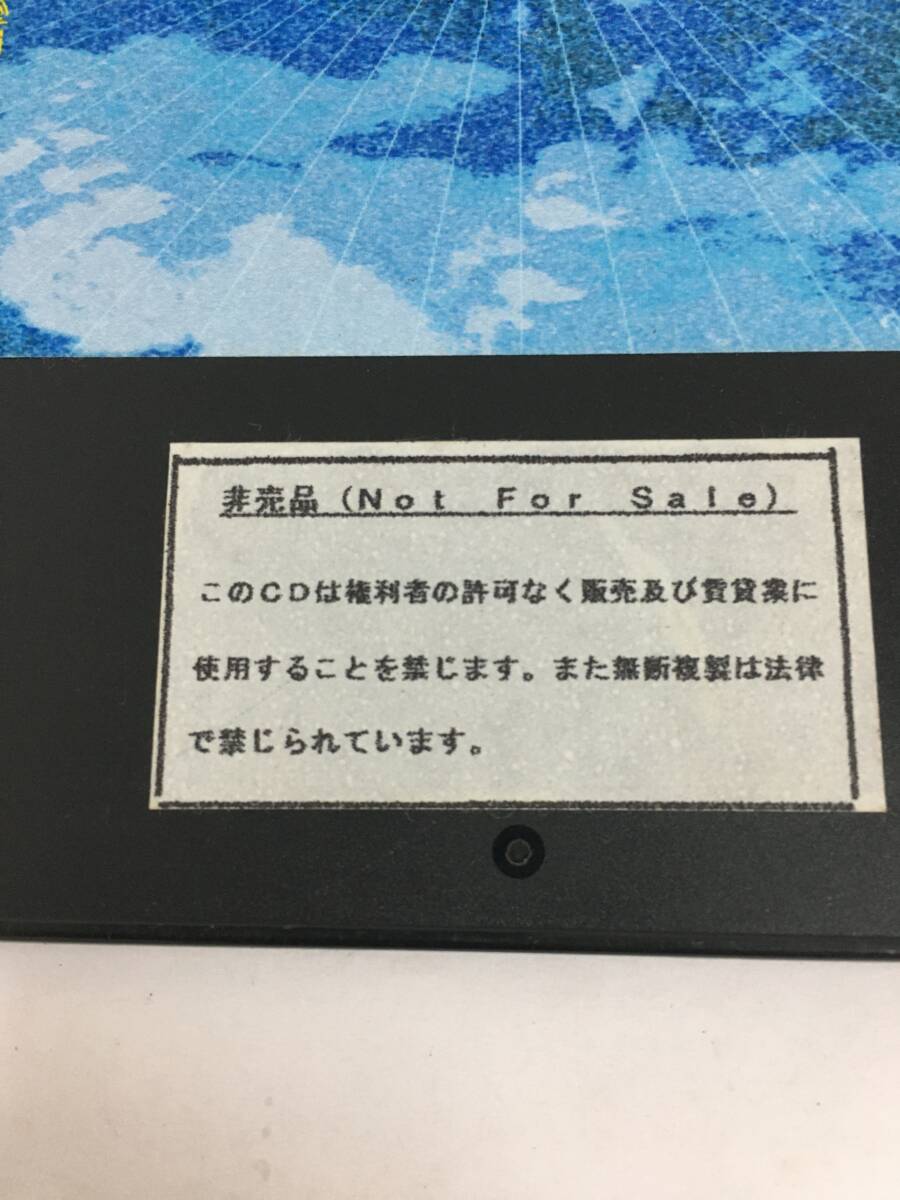 非売品(Not For Sale)
このCDは権利者の許可なく販売及び賃貸業に
使用することを禁じます。また無断複製は法律
で禁じられています。